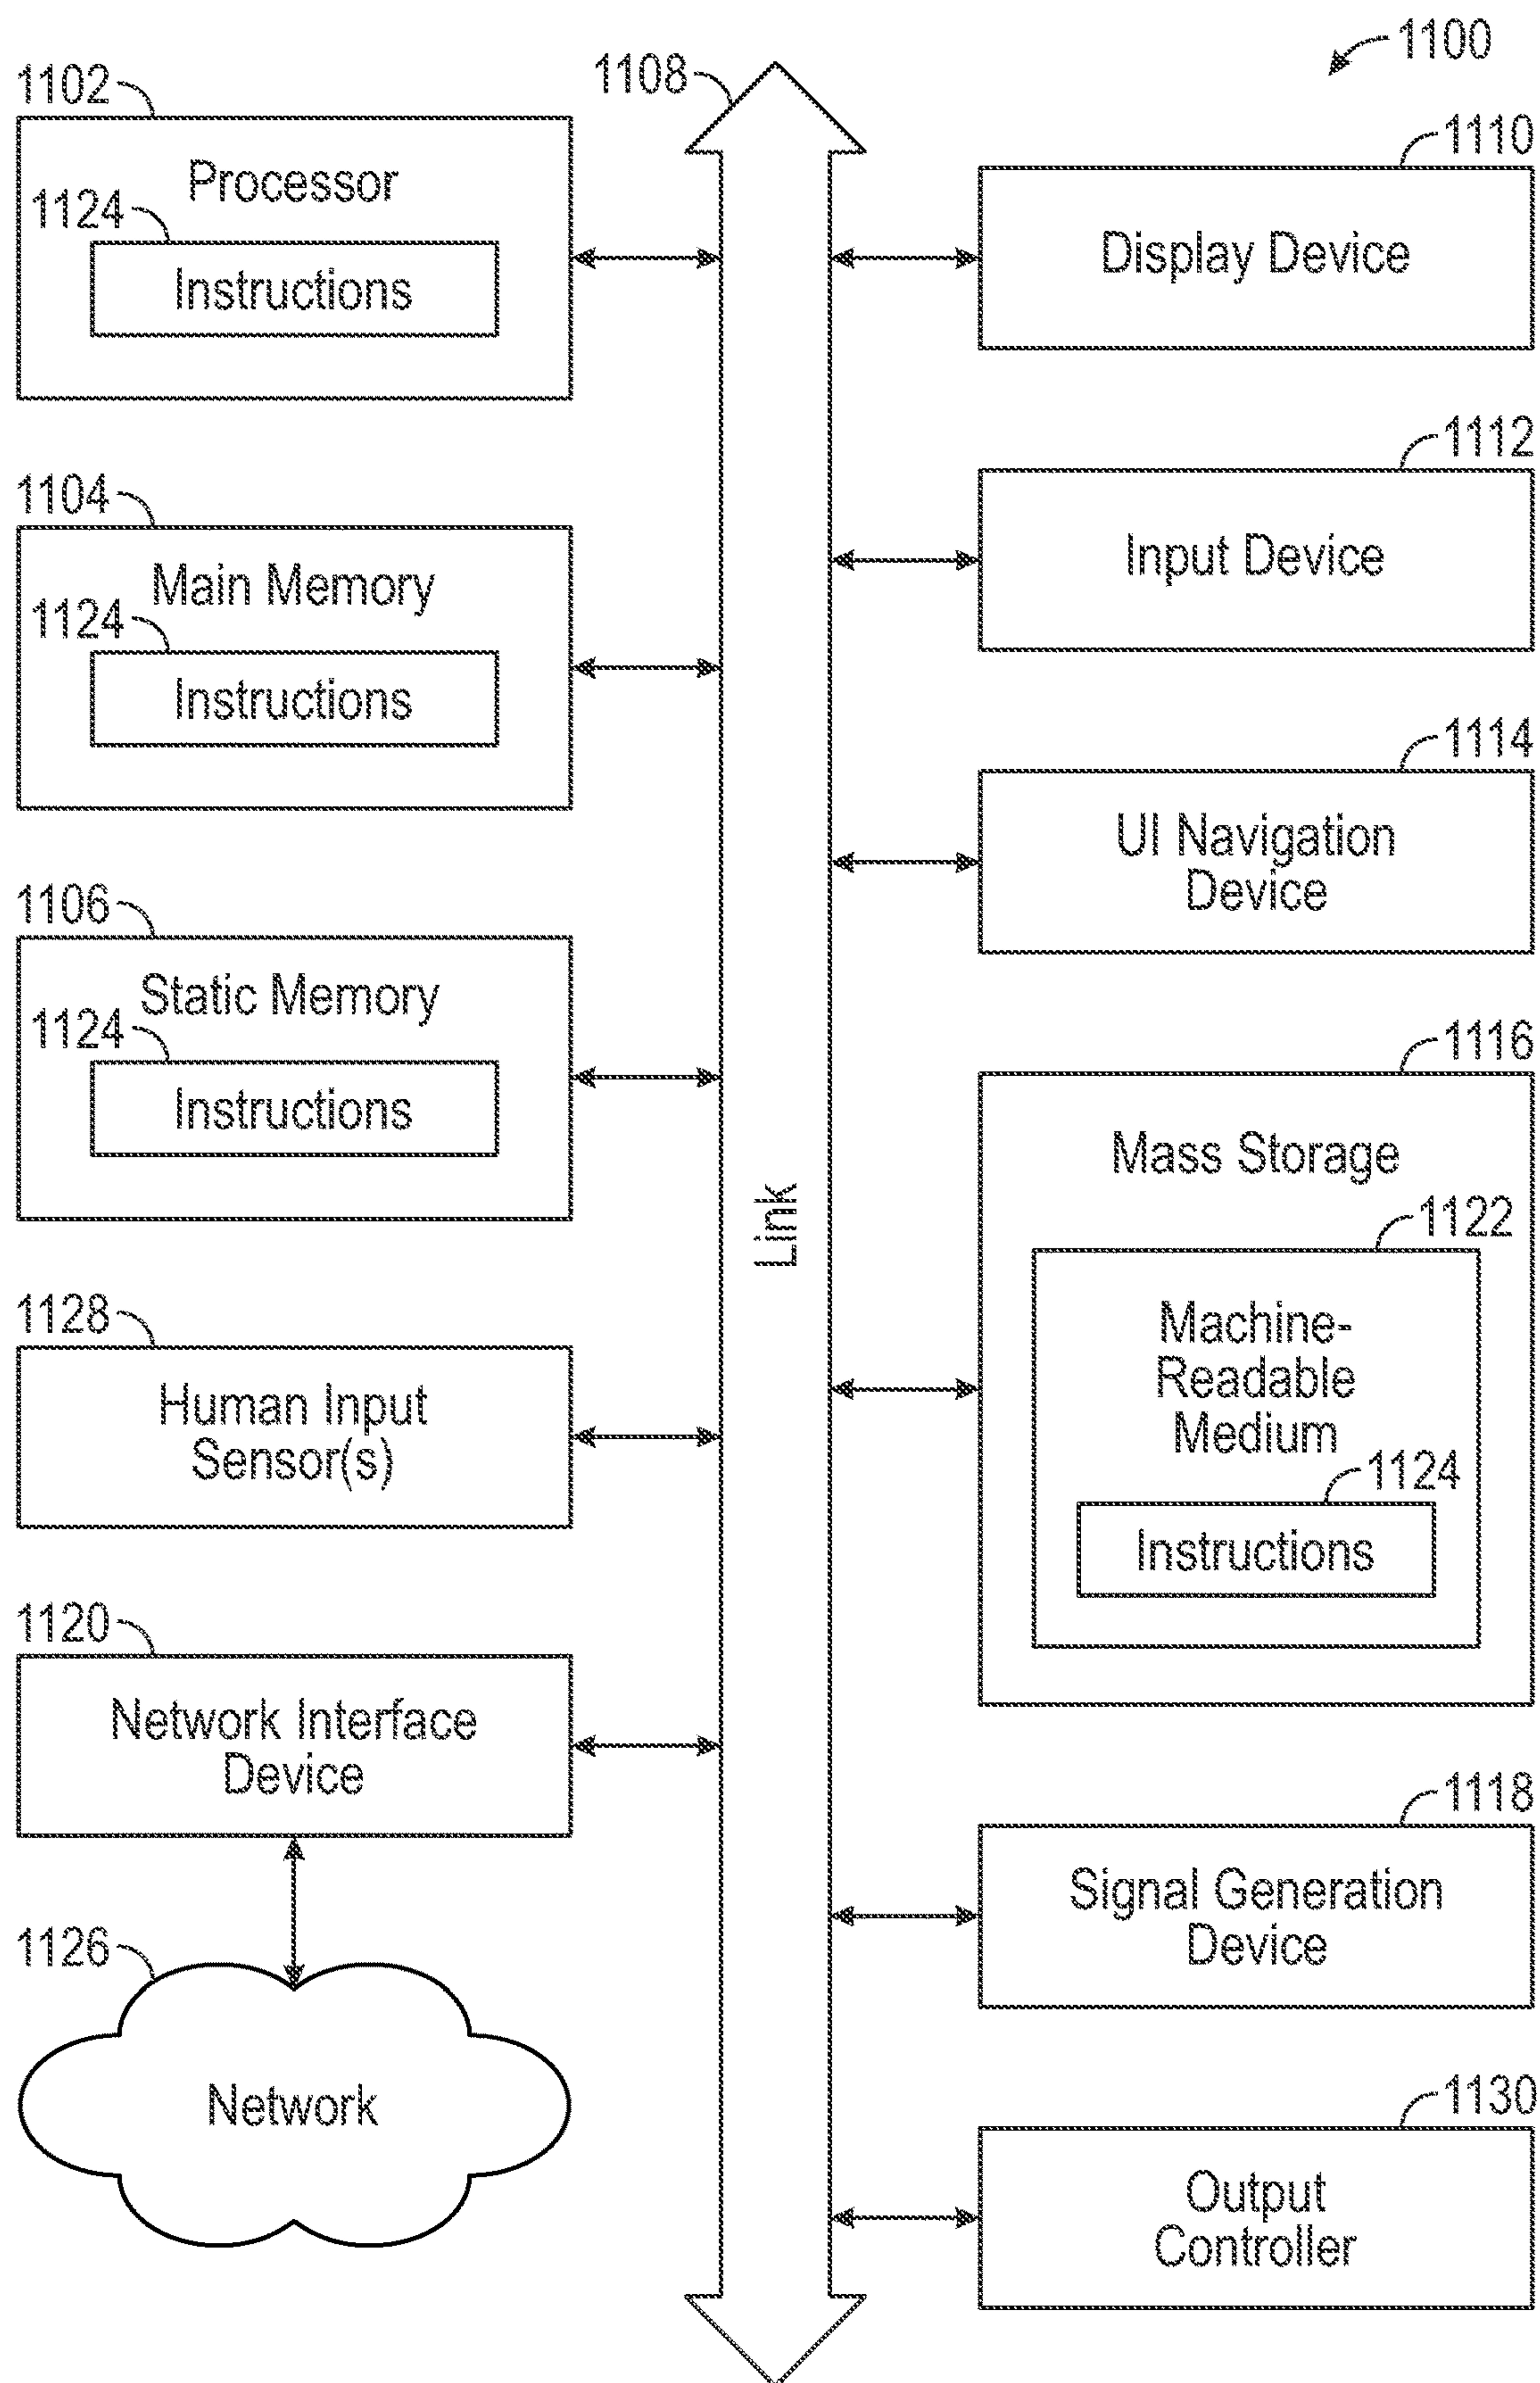 1100
1108
1102
Processor
1124
Instructions
1104
Main Memory
1124
Instructions
1106
Static Memory
1124
Instructions
1128
Human Input
Sensor(s)
1120
Network Interface
Device
1126
Network
Link
1110
Display Device
1112
Input Device
1114
UI Navigation
Device
1116
Mass Storage
1122
Machine-
Readable
Medium
1124
Instructions
1118
Signal Generation
Device
1130
Output
Controller